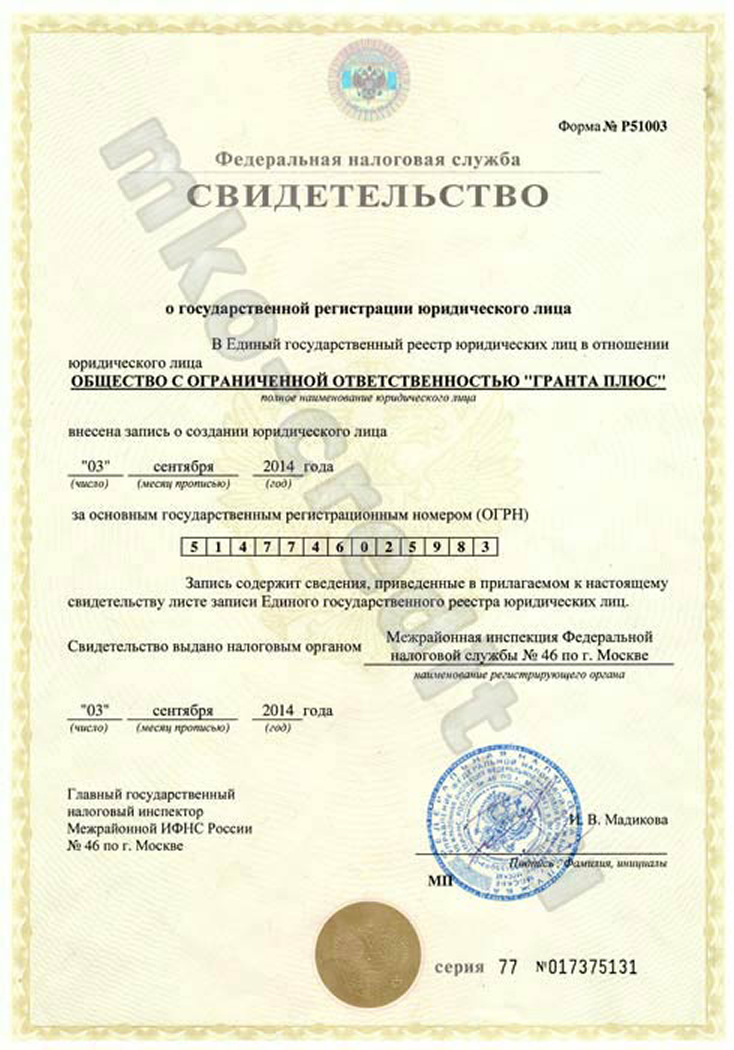 Форма № Р51003
Федеральная налоговая служба
СВИДЕТЕЛЬСТВО
о государственной регистрации юридического лица
В Единый государственный реестр юридических лиц в отношении
юридического лица
ОБЩЕСТВО С ОГРАНИЧЕННОЙ ОТВЕТСТВЕННОСТЬЮ "ГРАНТА ПЛЮС"
полное наименование юридического лица
внесена запись о создании юридического лица
"03" сентября 2014 года
(число) (месяц прописью) (год)
за основным государственным регистрационным номером (ОГРН)
5 1 4 7 7 4 6 0 2 5 9 8 3
Запись содержит сведения, приведенные в прилагаемом к настоящему
свидетельству листе записи Единого государственного реестра юридических лиц.
Свидетельство выдано налоговым органом
Межрайонная инспекция Федеральной
налоговой службы № 46 по г. Москве
наименование регистрирующего органа
"03" сентября 2014 года
(число) (месяц прописью) (год)
Главный государственный
налоговый инспектор
Межрайонной ИФНС России
№ 46 по г. Москве
И. В. Мадикова
Подпись, Фамилия, инициалы
МП
серия 77 №017375131
mko-credit